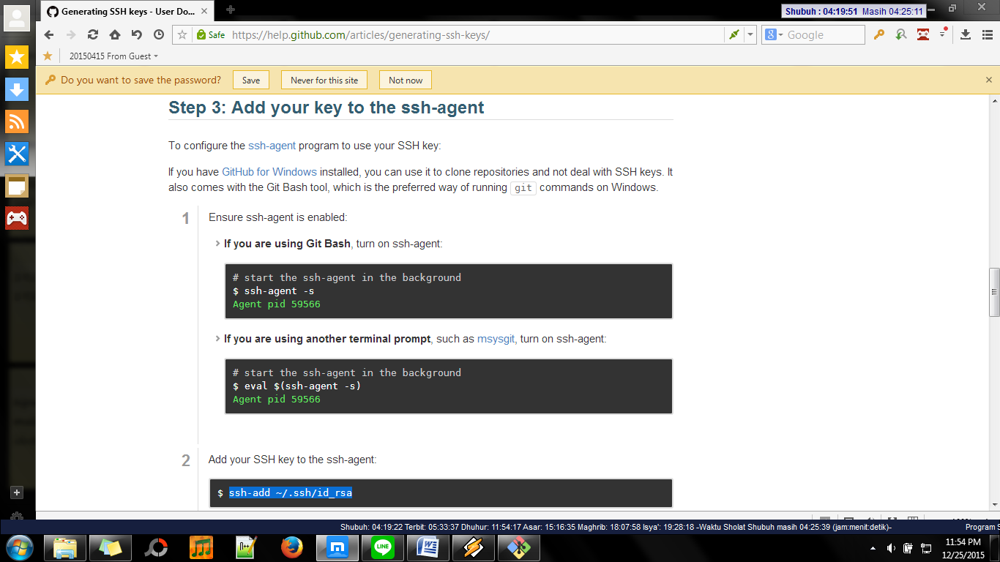 Generating SSH keys - User Do...
Shubuh : 04:19:51 Masih 04:25:11
Safe https://help.github.com/articles/generating-ssh-keys/
Google
20150415 From Guest
Do you want to save the password? Save Never for this site Not now
Step 3: Add your key to the ssh-agent
To configure the ssh-agent program to use your SSH key:
If you have GitHub for Windows installed, you can use it to clone repositories and not deal with SSH keys. It
also comes with the Git Bash tool, which is the preferred way of running git commands on Windows.
1 Ensure ssh-agent is enabled:
If you are using Git Bash, turn on ssh-agent:
# start the ssh-agent in the background
$ ssh-agent -s
Agent pid 59566
If you are using another terminal prompt, such as msysgit, turn on ssh-agent:
# start the ssh-agent in the background
$ eval $(ssh-agent -s)
Agent pid 59566
2 Add your SSH key to the ssh-agent:
$ ssh-add ~/.ssh/id_rsa
Shubuh: 04:19:22 Terbit: 05:33:37 Dhuhur: 11:54:17 Asar: 15:16:35 Maghrib: 18:07:58 Isya': 19:28:18 -Waktu Sholat Shubuh masih 04:25:39 (jam:menit:detik)-
Program S
LINE
11:54 PM
12/25/2015